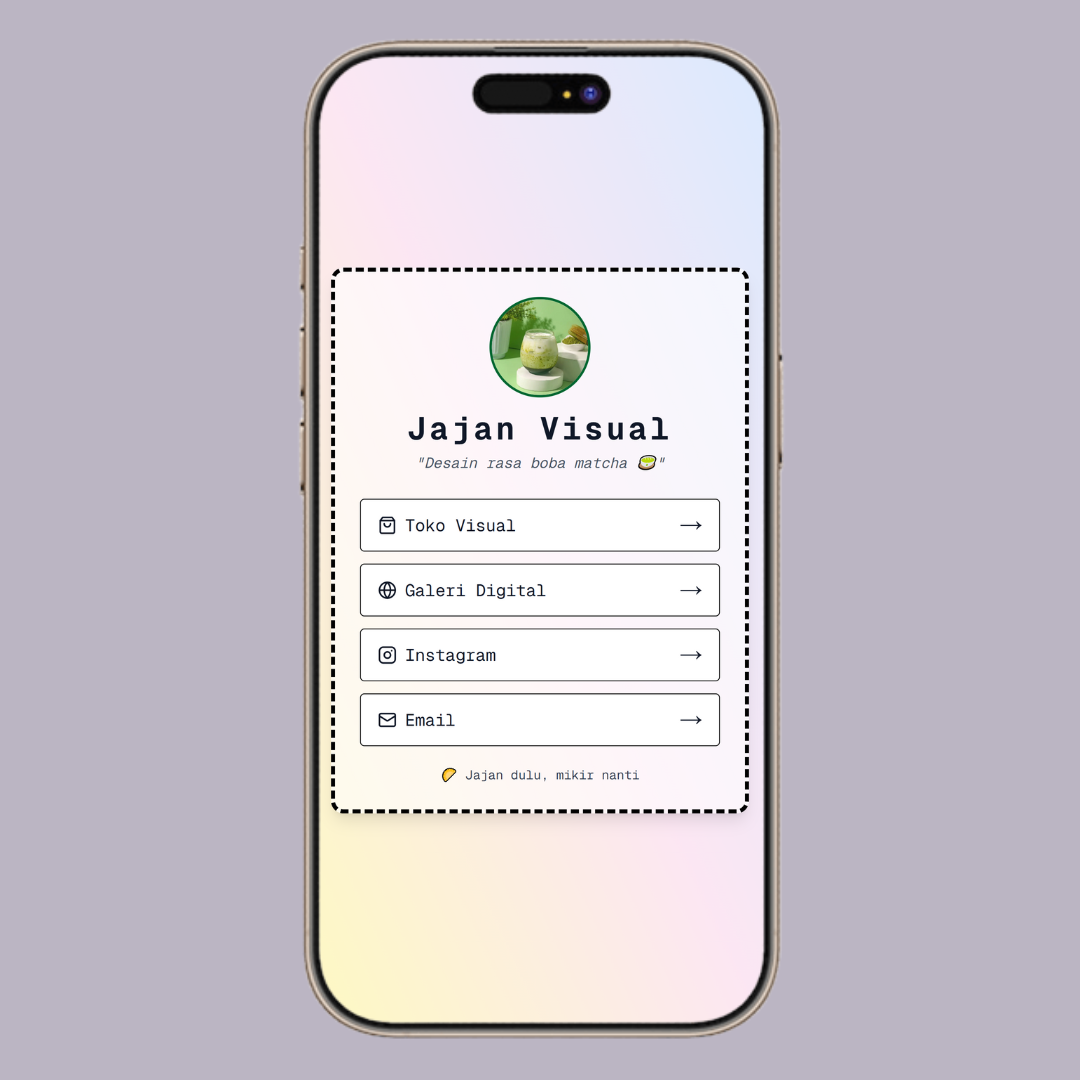 Jajan Visual
"Desain rasa boba matcha 🍵"
Toko Visual →
Galeri Digital →
Instagram →
Email →
🌮 Jajan dulu, mikir nanti